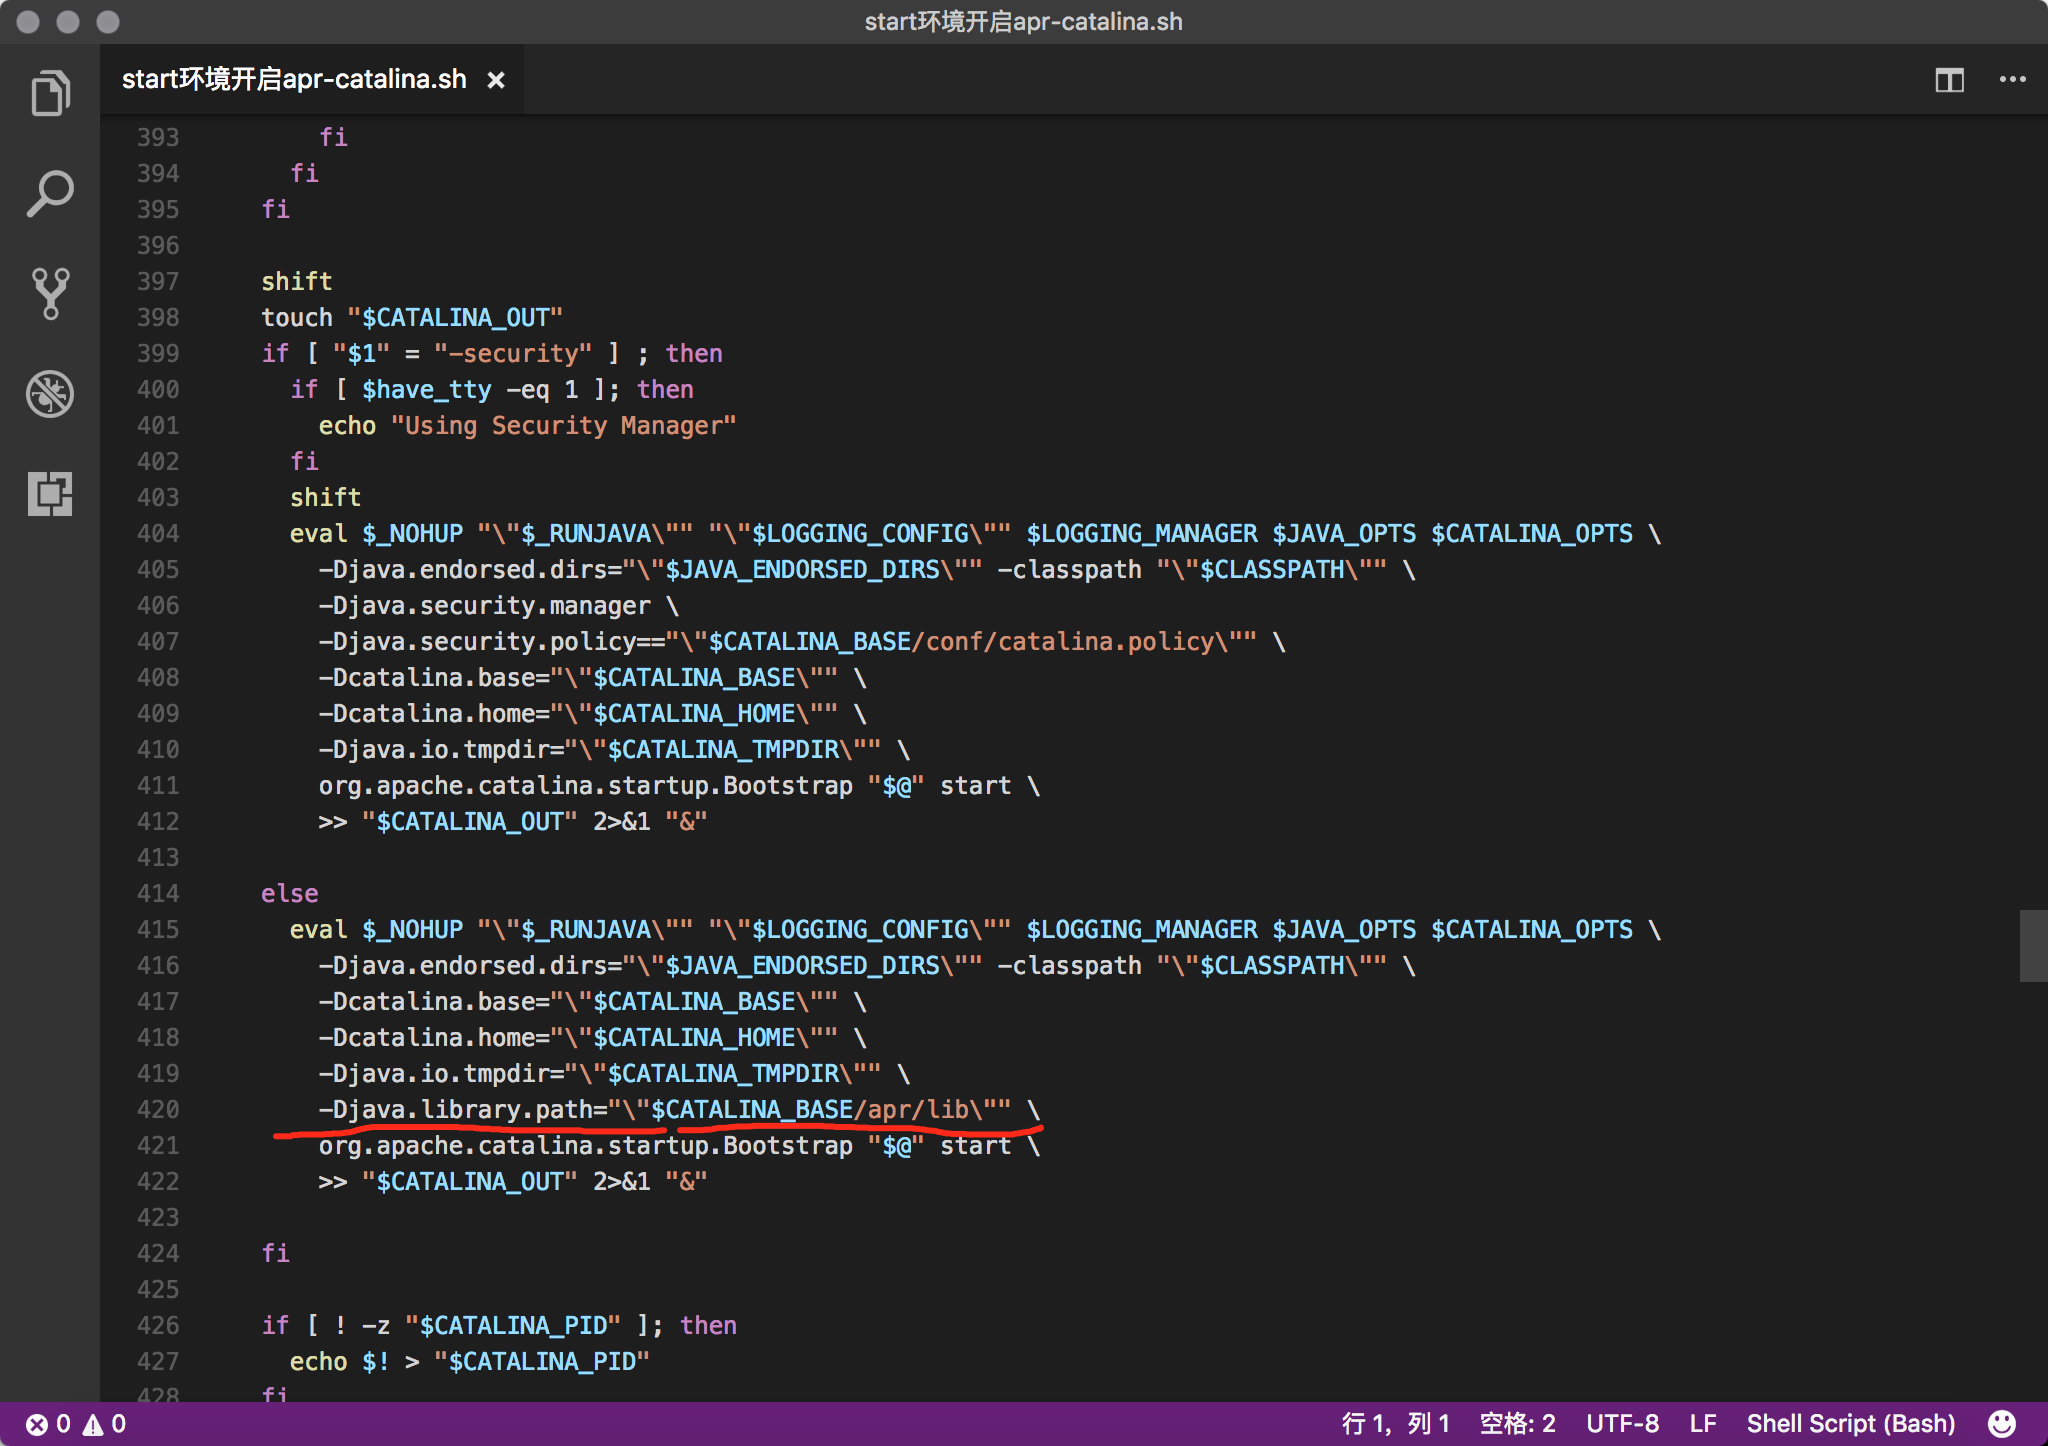 start环境开启apr-catalina.sh
start环境开启apr-catalina.sh
393 fi
394 fi
395 fi
396
397 shift
398 touch "$CATALINA_OUT"
399 if [ "$1" = "-security" ] ; then
400 if [ $have_tty -eq 1 ]; then
401 echo "Using Security Manager"
402 fi
403 shift
404 eval $_NOHUP "\"$_RUNJAVA\"" "\"$LOGGING_CONFIG\"" $LOGGING_MANAGER $JAVA_OPTS $CATALINA_OPTS \
405 -Djava.endorsed.dirs="\"$JAVA_ENDORSED_DIRS\"" -classpath "\"$CLASSPATH\"" \
406 -Djava.security.manager \
407 -Djava.security.policy=="\"$CATALINA_BASE/conf/catalina.policy\"" \
408 -Dcatalina.base="\"$CATALINA_BASE\"" \
409 -Dcatalina.home="\"$CATALINA_HOME\"" \
410 -Djava.io.tmpdir="\"$CATALINA_TMPDIR\"" \
411 org.apache.catalina.startup.Bootstrap "$@" start \
412 >> "$CATALINA_OUT" 2>&1 "&"
413
414 else
415 eval $_NOHUP "\"$_RUNJAVA\"" "\"$LOGGING_CONFIG\"" $LOGGING_MANAGER $JAVA_OPTS $CATALINA_OPTS \
416 -Djava.endorsed.dirs="\"$JAVA_ENDORSED_DIRS\"" -classpath "\"$CLASSPATH\"" \
417 -Dcatalina.base="\"$CATALINA_BASE\"" \
418 -Dcatalina.home="\"$CATALINA_HOME\"" \
419 -Djava.io.tmpdir="\"$CATALINA_TMPDIR\"" \
420 -Djava.library.path="\"$CATALINA_BASE/apr/lib\"" \
421 org.apache.catalina.startup.Bootstrap "$@" start \
422 >> "$CATALINA_OUT" 2>&1 "&"
423
424 fi
425
426 if [ ! -z "$CATALINA_PID" ]; then
427 echo $! > "$CATALINA_PID"
428 fi
0 0 行 1，列 1 空格: 2 UTF-8 LF Shell Script (Bash)